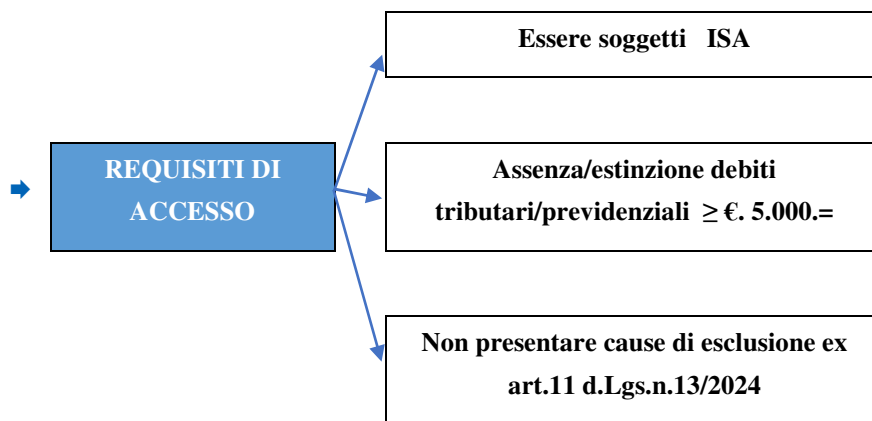 Essere soggetti ISA
REQUISITI DI
ACCESSO
Assenza/estinzione debiti
tributari/previdenziali ≥ €. 5.000.=
Non presentare cause di esclusione ex
art.11 d.Lgs.n.13/2024